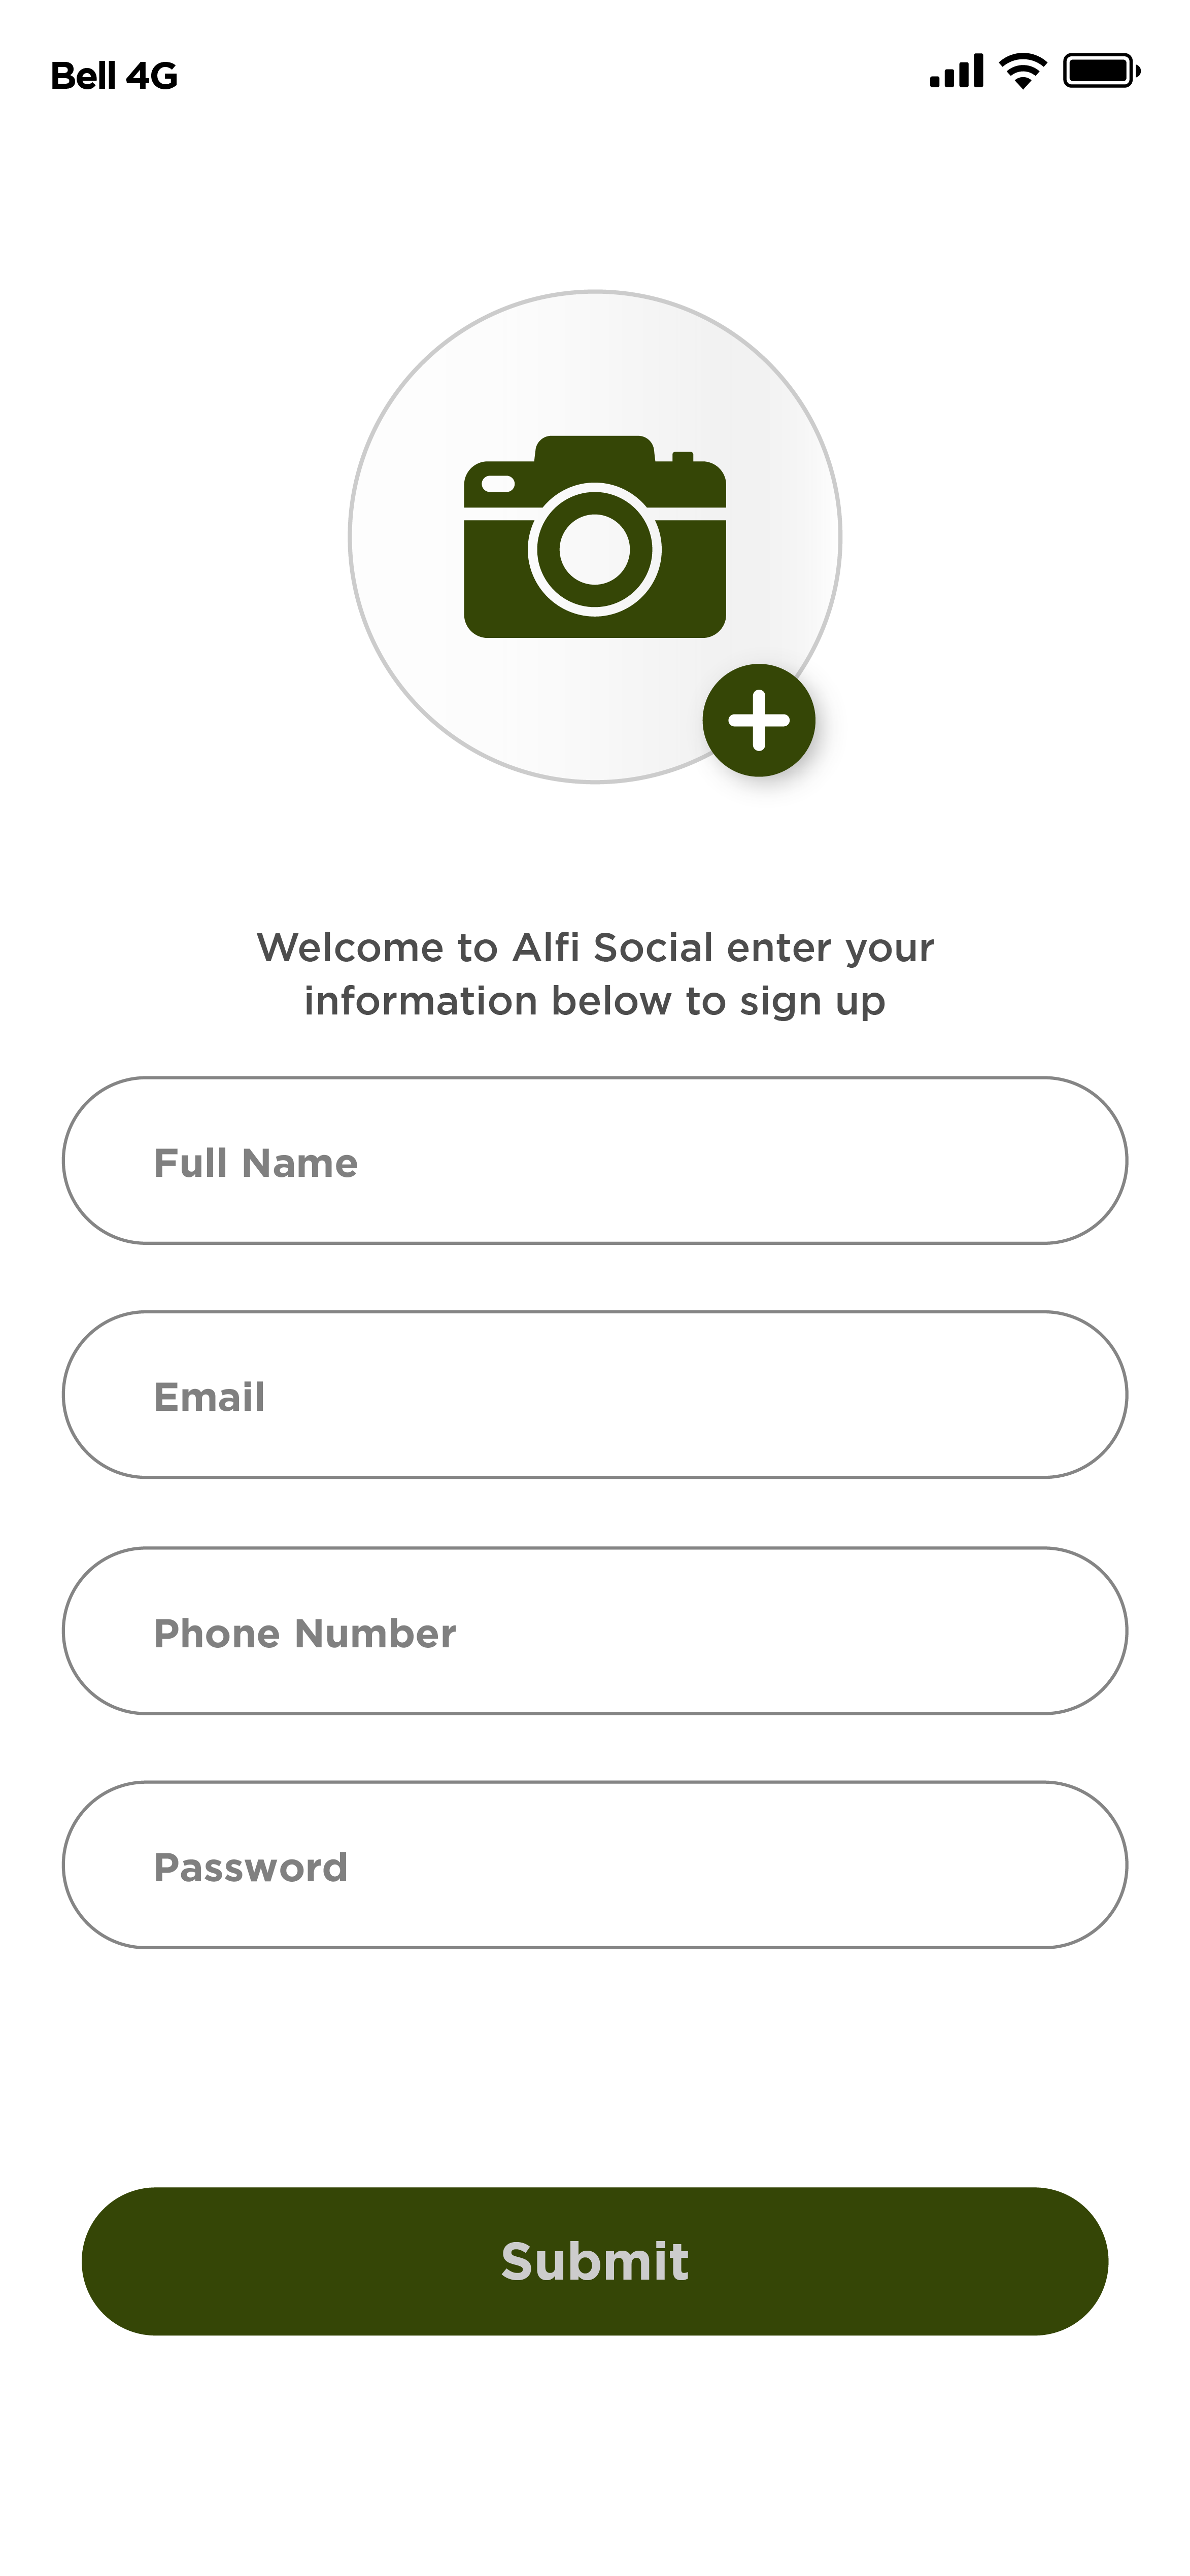 Bell 4G
Welcome to Alfi Social enter your
information below to sign up
Full Name
Email
Phone Number
Password
Submit